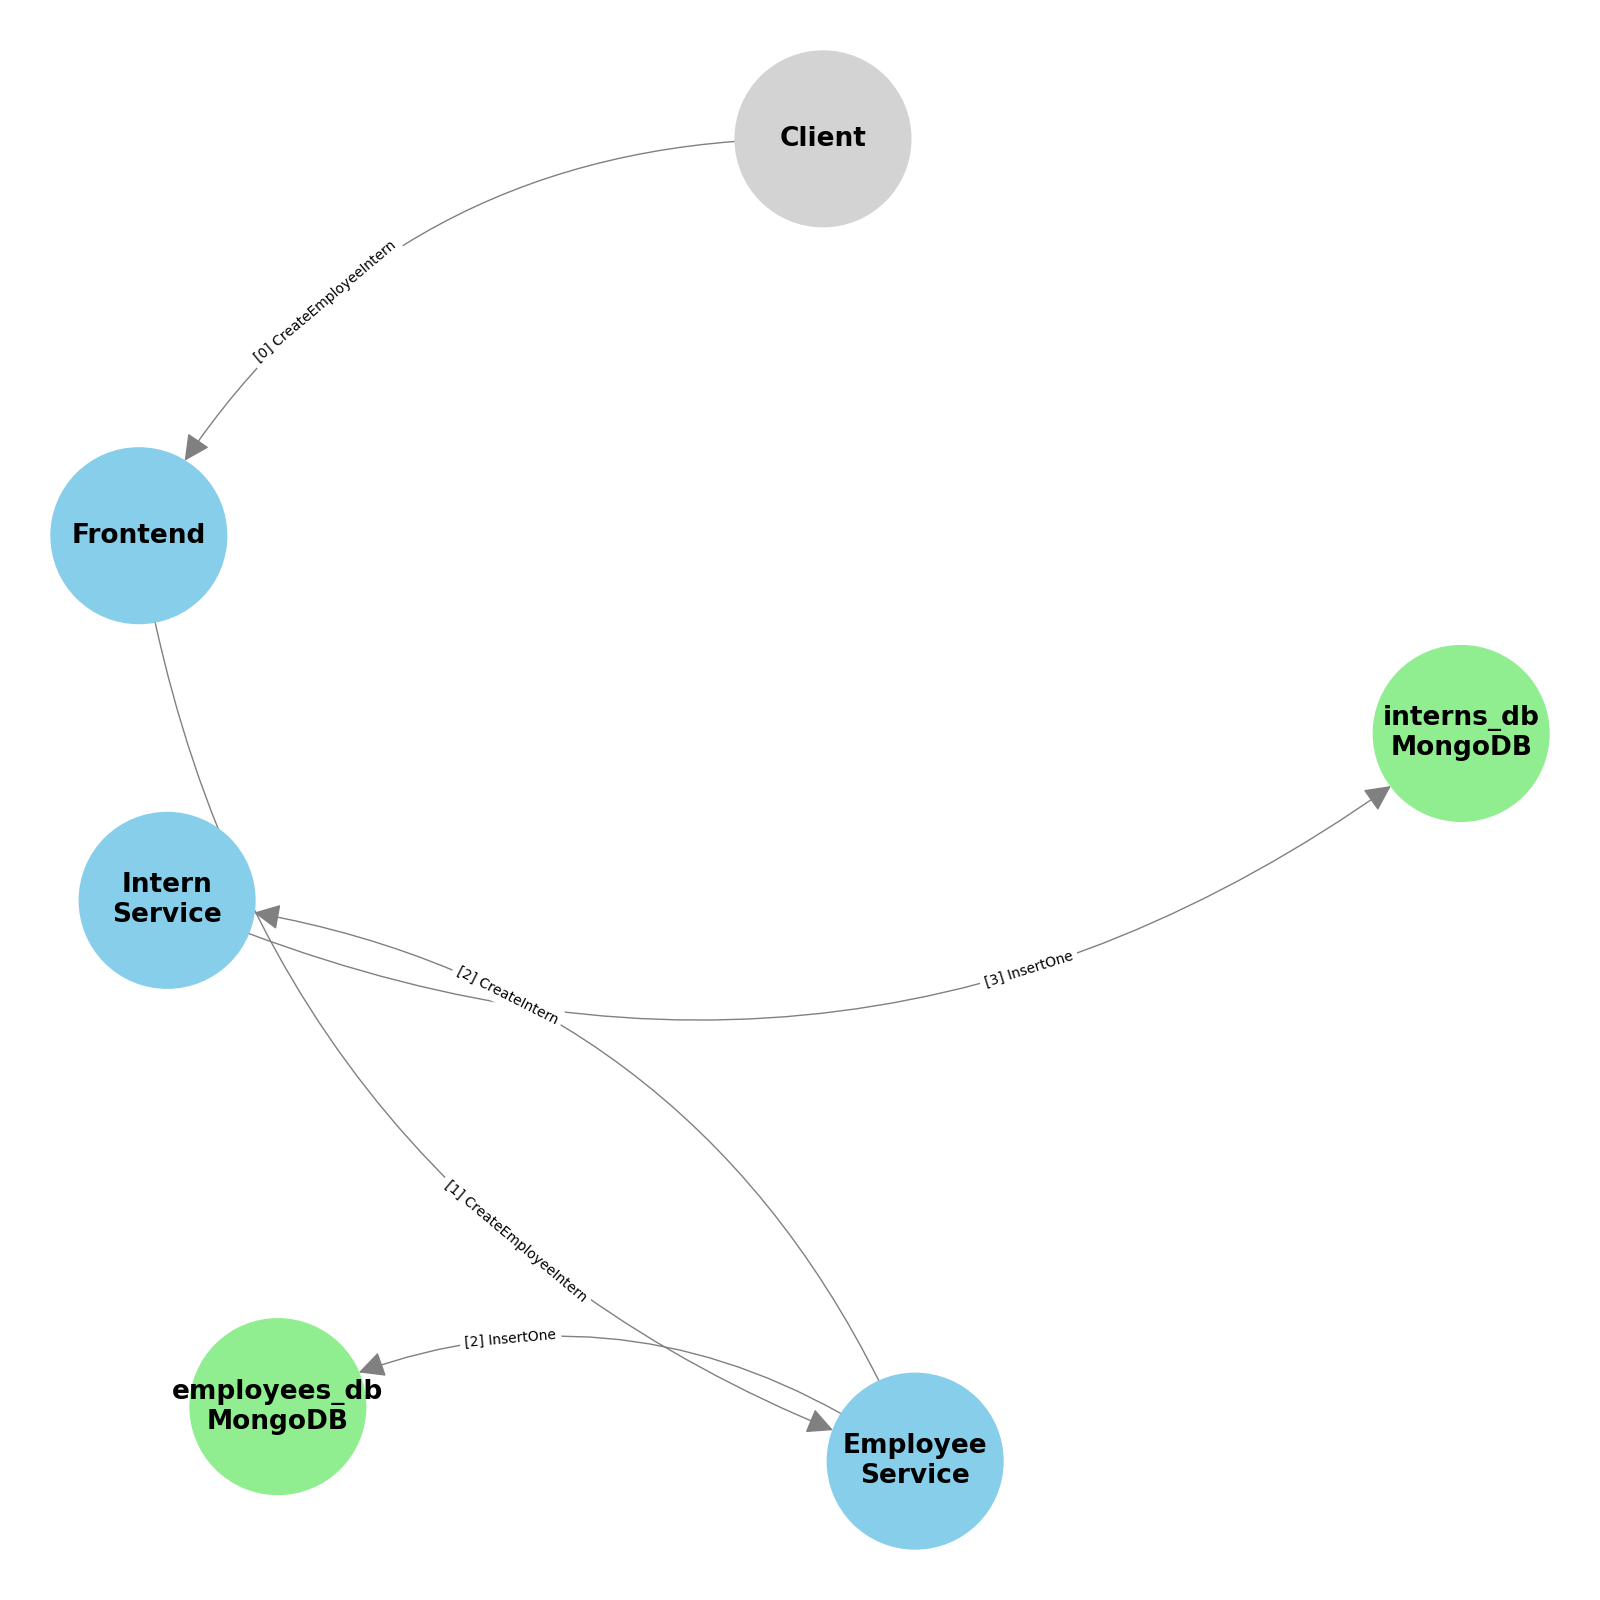 Client
[0] CreateEmployeeIntern
Frontend
interns_db
MongoDB
Intern
Service
[3] InsertOne
[2] CreateIntern
[1] CreateEmployeeIntern
[2] InsertOne
employees_db
MongoDB
Employee
Service